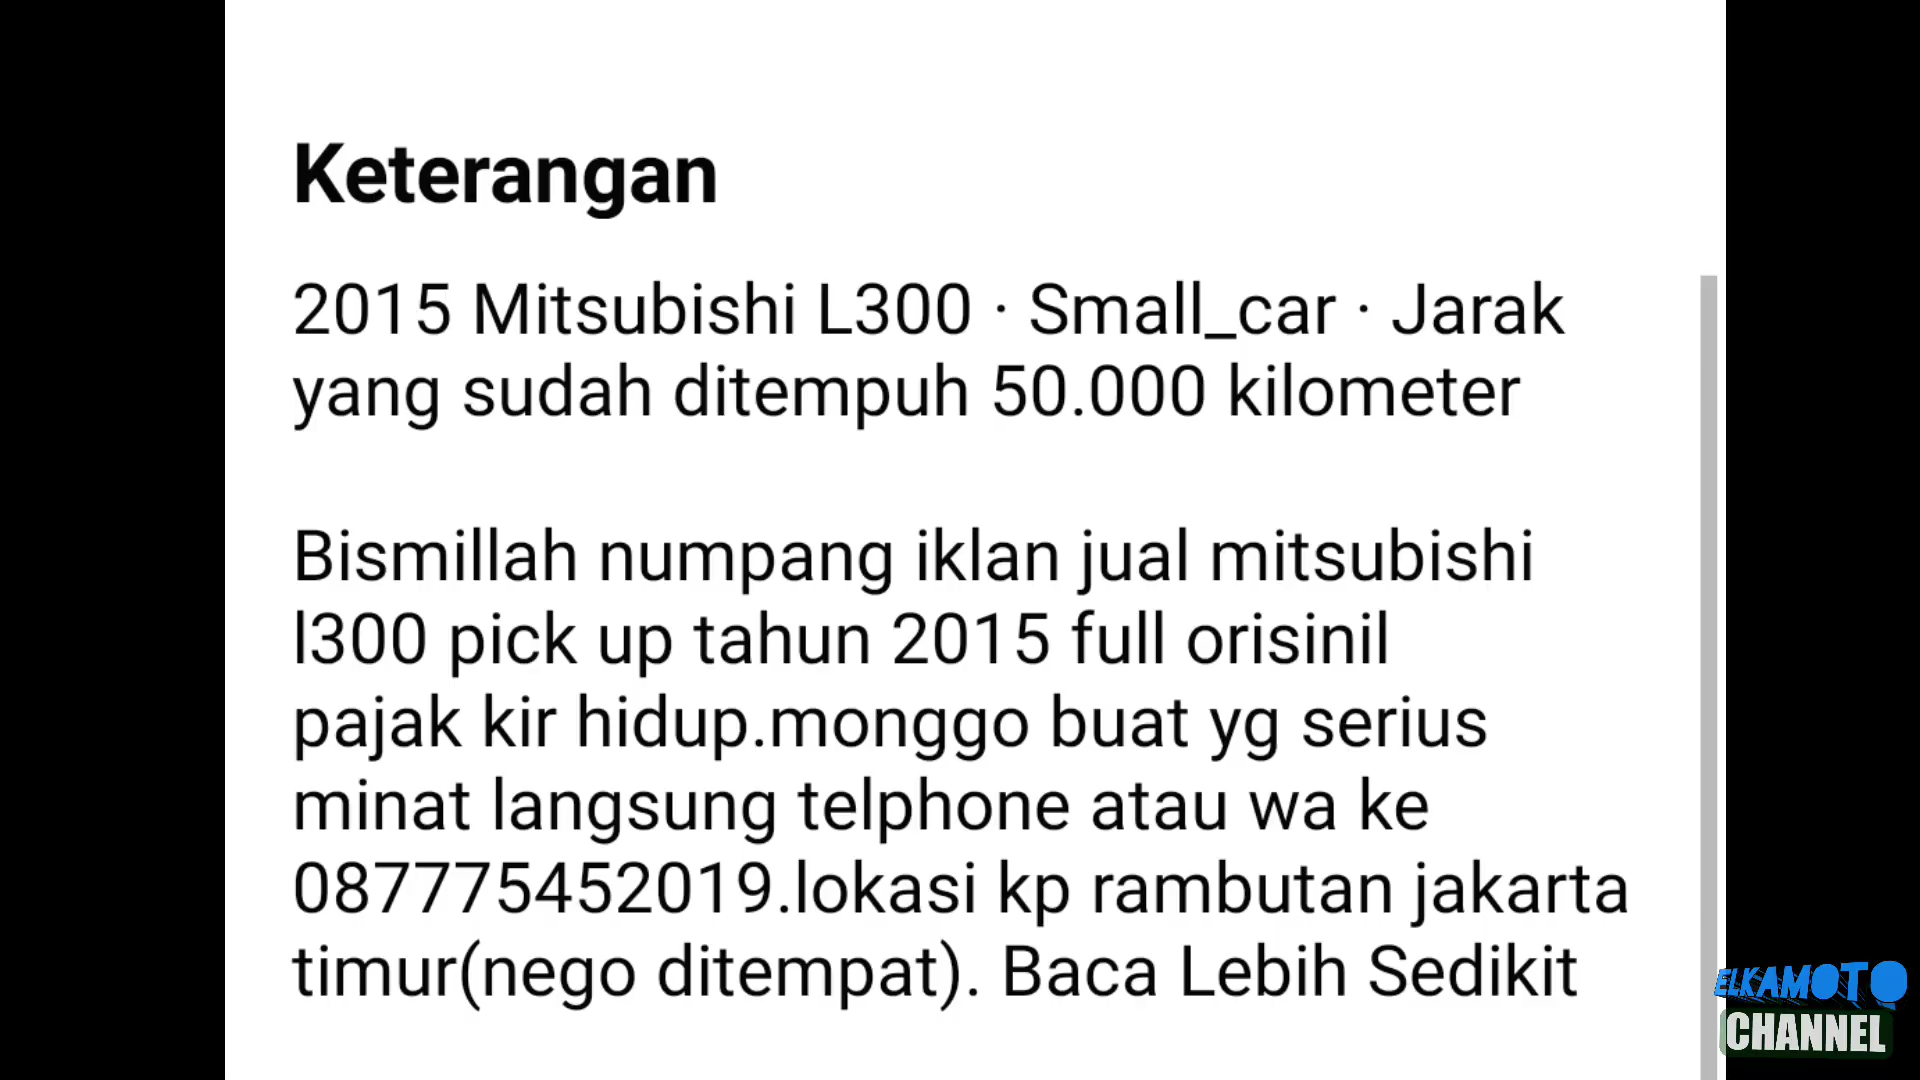 Keterangan
2015 Mitsubishi L300 · Small_car · Jarak
yang sudah ditempuh 50.000 kilometer
Bismillah numpang iklan jual mitsubishi
l300 pick up tahun 2015 full orisinil
pajak kir hidup.monggo buat yg serius
minat langsung telphone atau wa ke
087775452019.lokasi kp rambutan jakarta
timur(nego ditempat). Baca Lebih Sedikit
ELKAMOTO
CHANNEL